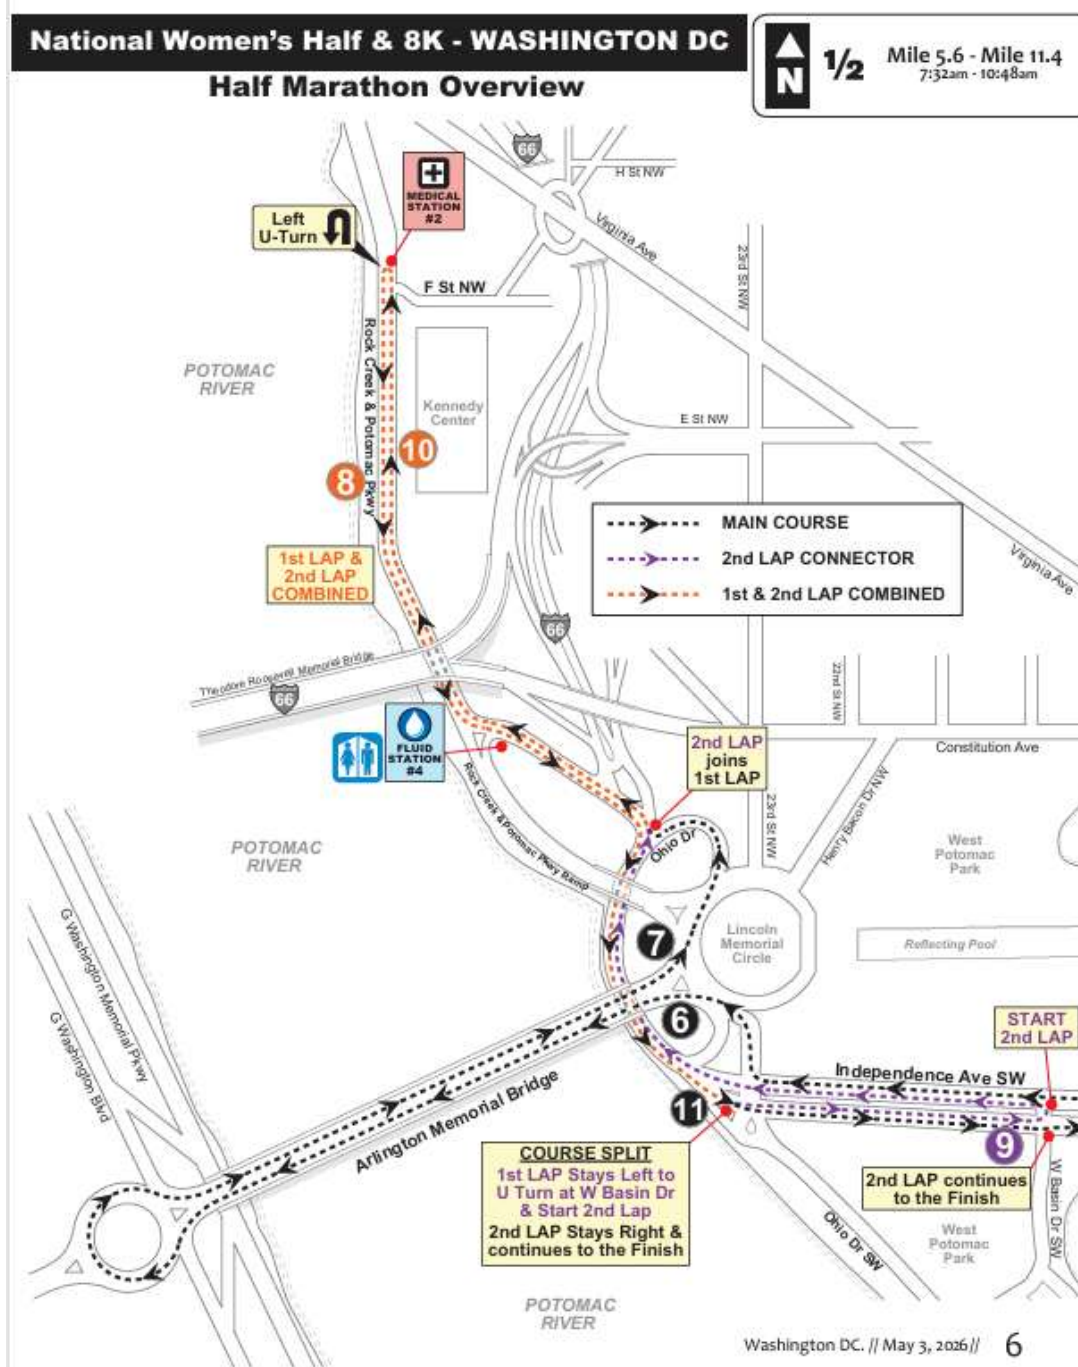 National Women's Half & 8K - WASHINGTON DC
Half Marathon Overview
N
1/2
Mile 5.6 - Mile 11.4
7:32am - 10:48am
66
H St NW
MEDICAL
STATION
#2
Left
U-Turn
Virginia Ave
23rd St NW
F St NW
Rock Creek & Potomac Pkwy
POTOMAC
RIVER
Kennedy
Center
E St NW
10
8
MAIN COURSE
2nd LAP CONNECTOR
1st & 2nd LAP COMBINED
Virginia Ave
1st LAP &
2nd LAP
COMBINED
66
Theodore Roosevelt Memorial Bridge
66
22nd St NW
FLUID
STATION
#4
2nd LAP
joins
1st LAP
Constitution Ave
Rock Creek & Potomac Pkwy Ramp
23rd St NW
Henry Bacon Dr NW
Ohio Dr
West
Potomac
Park
POTOMAC
RIVER
G Washington Memorial Pkwy
G Washington Blvd
7
Lincoln
Memorial
Circle
Reflecting Pool
6
START
2nd LAP
Independence Ave SW
Arlington Memorial Bridge
11
9
COURSE SPLIT
1st LAP Stays Left to
U Turn at W Basin Dr
& Start 2nd Lap
2nd LAP Stays Right &
continues to the Finish
2nd LAP continues
to the Finish
W Basin Dr SW
Ohio Dr SW
West
Potomac
Park
POTOMAC
RIVER
Washington DC. // May 3, 2026 // 6